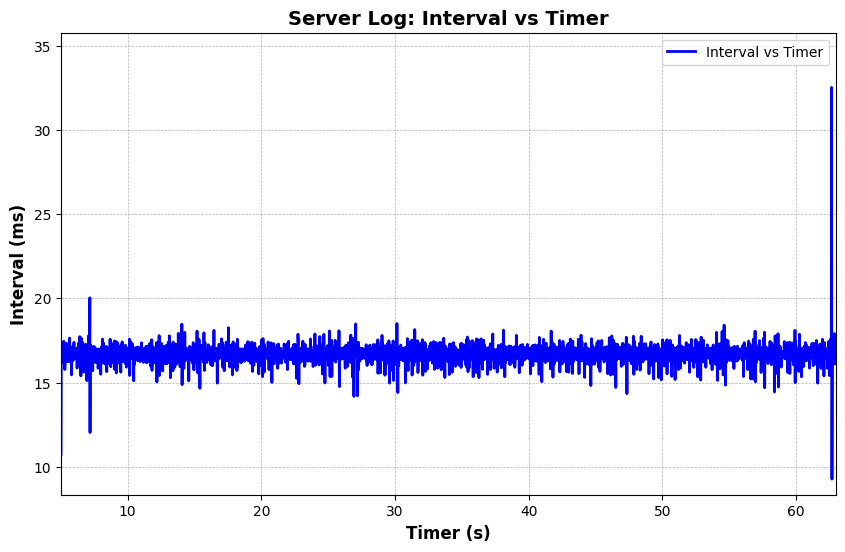 Server Log: Interval vs Timer
Interval vs Timer
35
30
25
20
15
10
Interval (ms)
10 20 30 40 50 60
Timer (s)